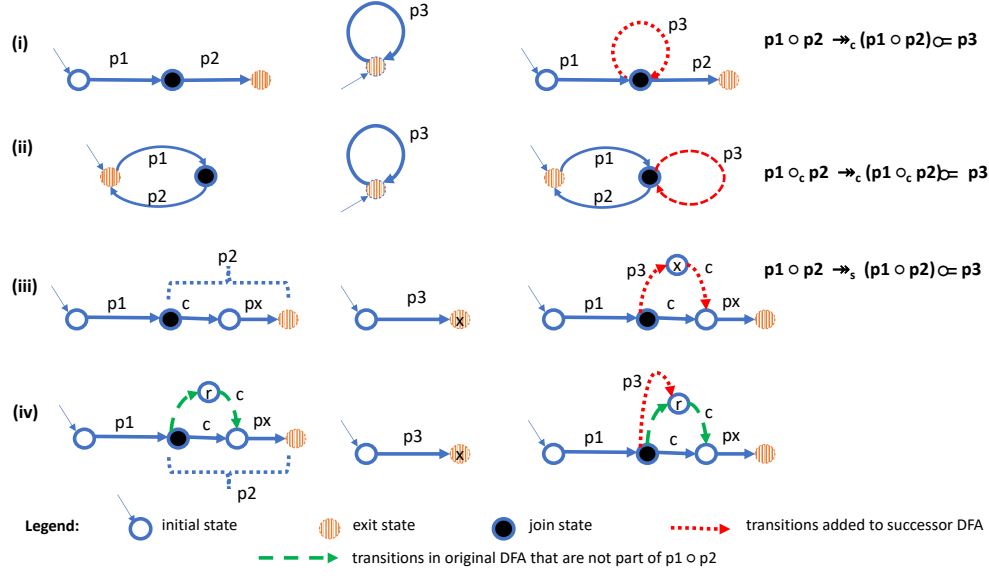 (i)
p1
p2
p3
p1
p3
p2
p1 ○ p2 ↠c (p1 ○ p2)⟜ p3
(ii)
p1
p2
p3
p1
p2
p3
p1 ○c p2 ↠c (p1 ○c p2)⟜ p3
(iii)
p2
p1
c
px
p3
x
p1
p3
x
c
c
px
p1 ○ p2 ↠s (p1 ○ p2)⟜ p3
(iv)
p1
r
c
c
px
p2
p3
x
p1
p3
r
c
c
px
Legend:
initial state
exit state
join state
transitions added to successor DFA
transitions in original DFA that are not part of p1 ○ p2